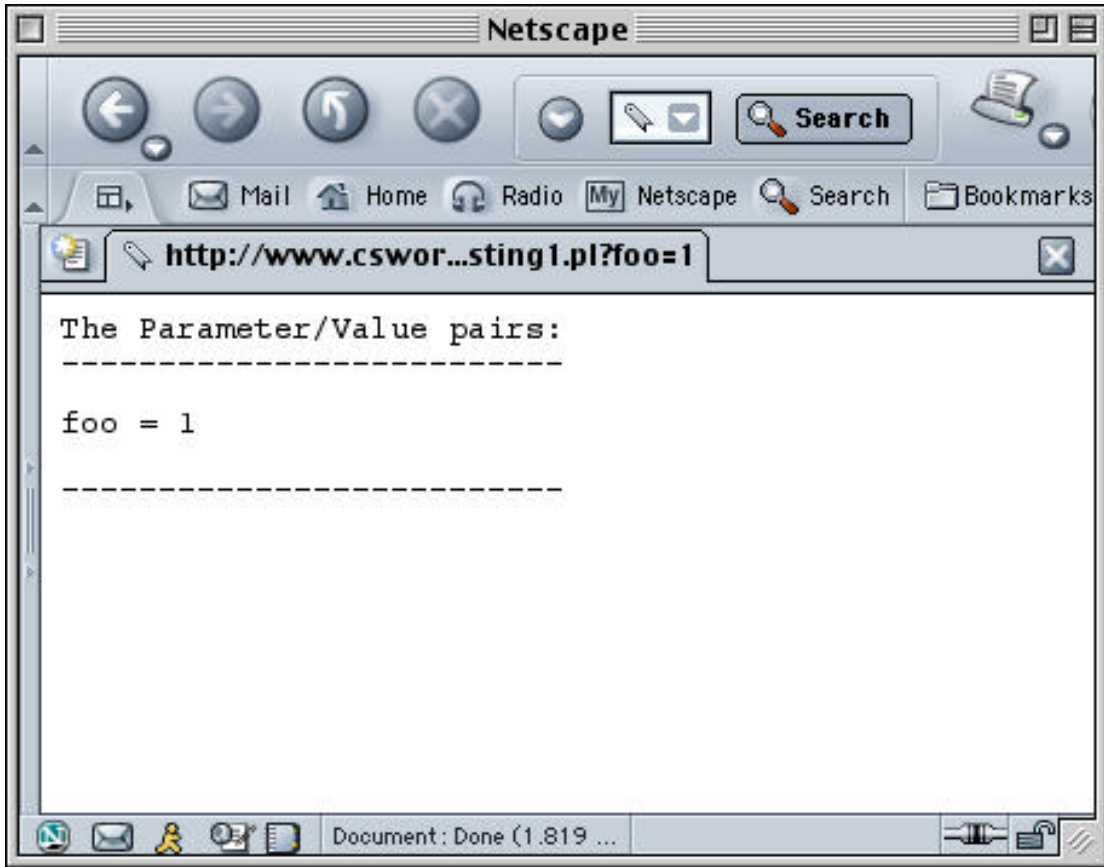 Netscape
Search
Mail Home Radio My Netscape Search Bookmarks
http://www.cswor...sting1.pl?foo=1
The Parameter/Value pairs:
--------------------------
foo = 1
--------------------------
Document: Done (1.819 ...